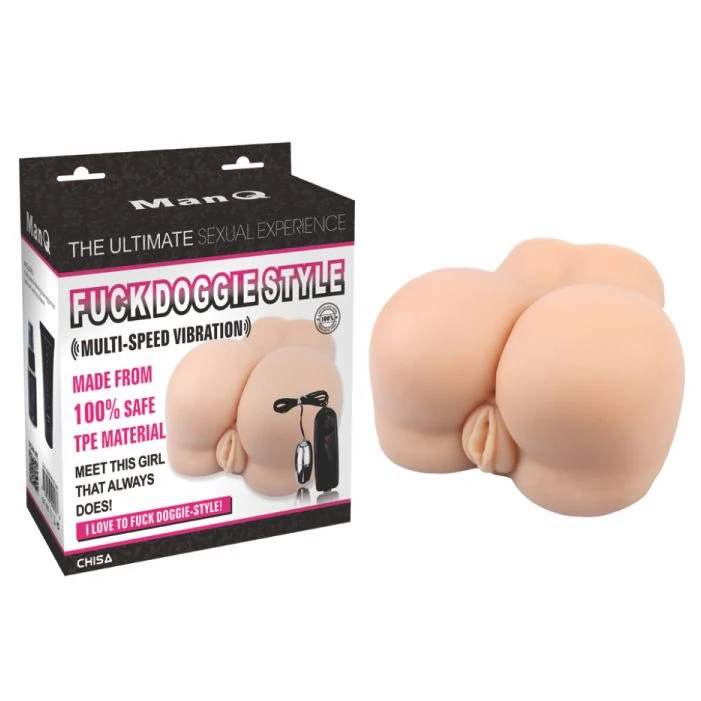 ManQ
ManQ
THE ULTIMATE SEXUAL EXPERIENCE
FUCK DOGGIE STYLE
MULTI-SPEED VIBRATION
100%
MADE FROM
100% SAFE
TPE MATERIAL
MEET THIS GIRL
THAT ALWAYS
DOES!
I LOVE TO FUCK DOGGIE-STYLE!
CHISA